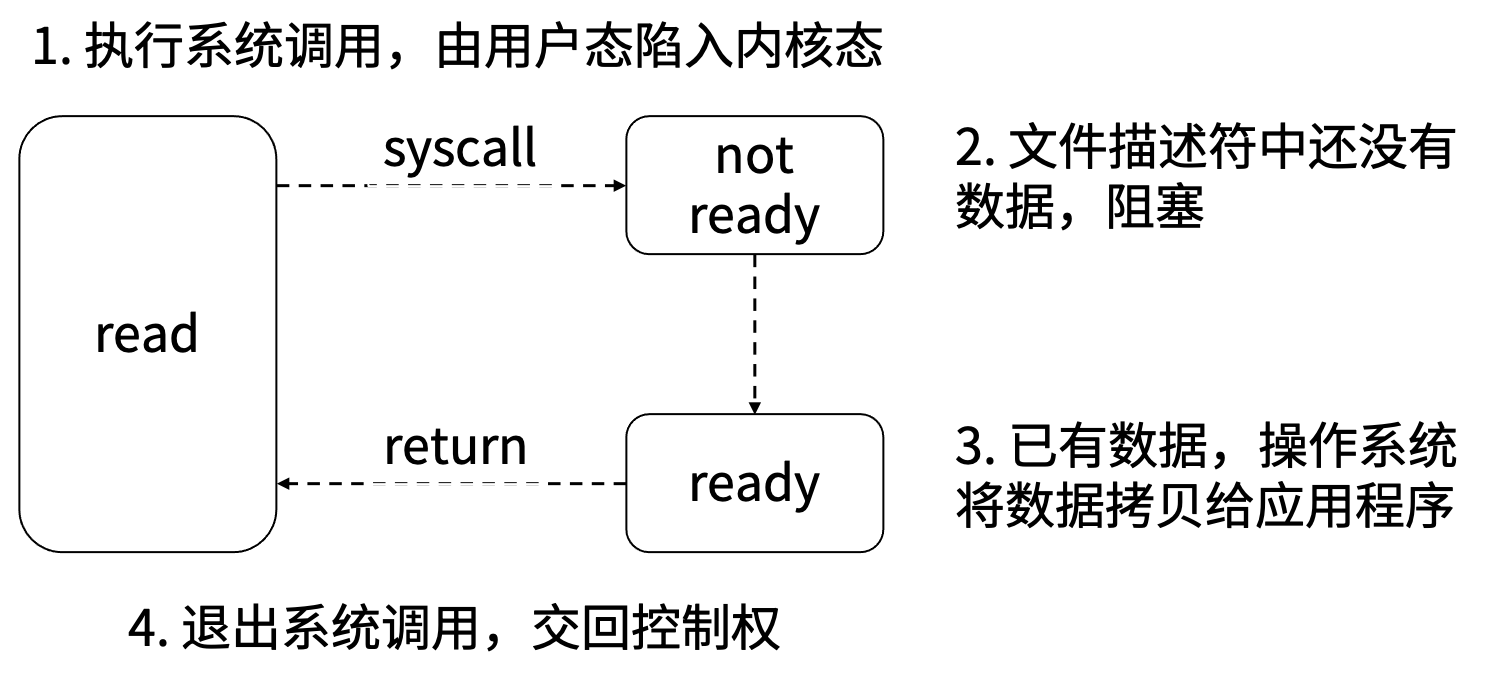 1. 执行系统调用，由用户态陷入内核态
syscall
not
ready
2. 文件描述符中还没有
数据，阻塞
read
return
ready
3. 已有数据，操作系统
将数据拷贝给应用程序
4. 退出系统调用，交回控制权